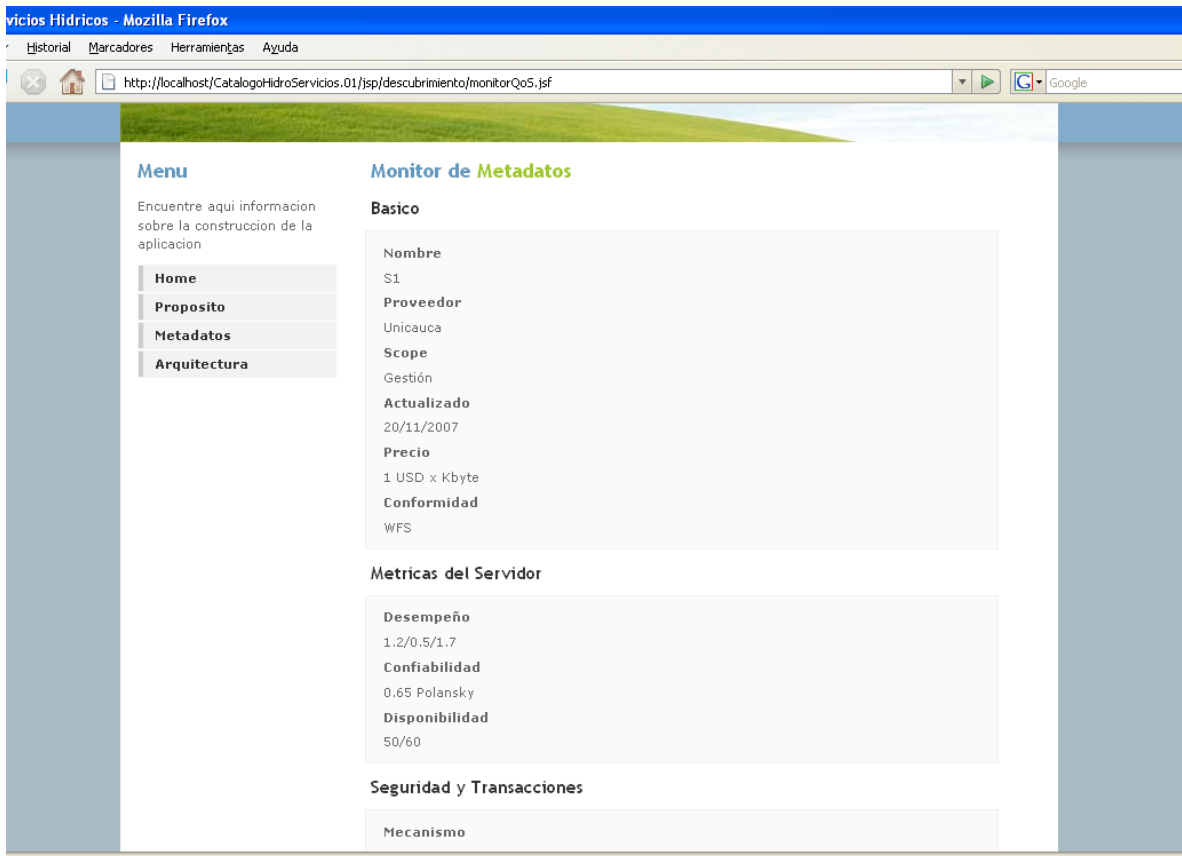 vicios Hidricos - Mozilla Firefox
Historial Marcadores Herramientas Ayuda
http://localhost/CatalogoHidroServicios.01/jsp/descubrimiento/monitorQoS.jsf
G Google
Menu
Encuentre aqui informacion
sobre la construccion de la
aplicacion
Home
Proposito
Metadatos
Arquitectura
Monitor de Metadatos
Basico
Nombre
S1
Proveedor
Unicauca
Scope
Gestión
Actualizado
20/11/2007
Precio
1 USD x Kbyte
Conformidad
WFS
Metricas del Servidor
Desempeño
1.2/0.5/1.7
Confiabilidad
0.65 Polansky
Disponibilidad
50/60
Seguridad y Transacciones
Mecanismo